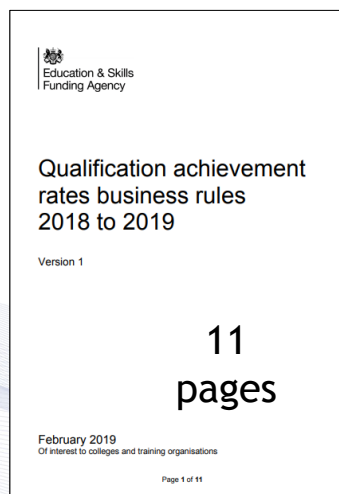 Education & Skills
Funding Agency
Qualification achievement
rates business rules
2018 to 2019
Version 1
11
pages
February 2019
Of interest to colleges and training organisations
Page 1 of 11